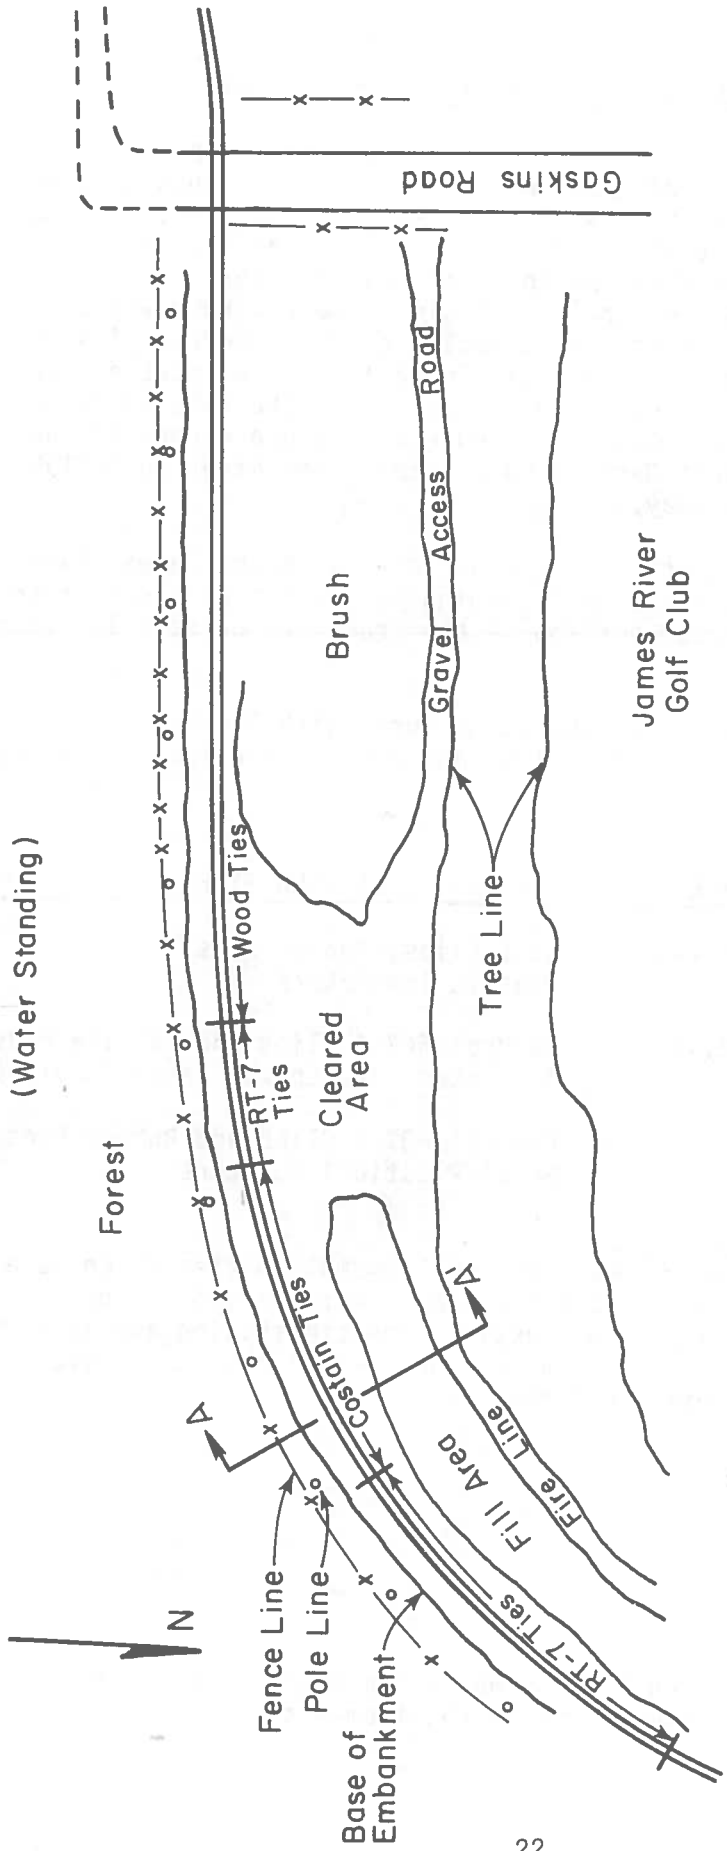 (Water Standing)
Forest
N
Fence Line
Pole Line
Base of
Embankment
A
A'
RT-7 Ties
Costain Ties
RT-7
Ties
Wood Ties
Fill Area
Fire Line
Cleared
Area
Brush
Tree Line
Gravel Access Road
James River
Golf Club
Gaskins Road
22